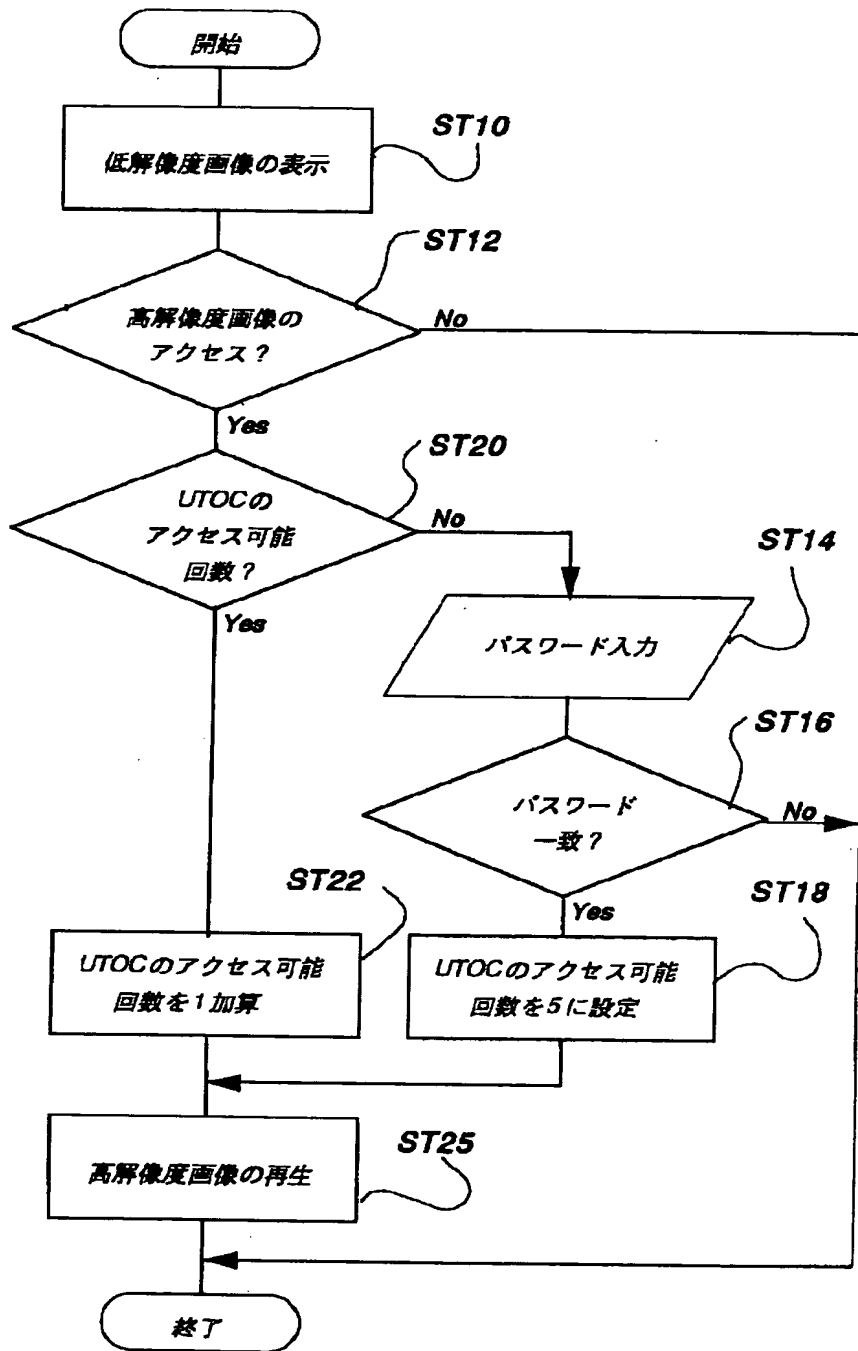 開始
ST10
低解像度画像の表示
ST12
高解像度画像の
アクセス?
No
Yes
ST20
UTOCの
アクセス可能
回数?
No
Yes
ST14
パスワード入力
ST16
パスワード
一致?
No
Yes
ST22
ST18
UTOCのアクセス可能
回数を1加算
UTOCのアクセス可能
回数を5に設定
ST25
高解像度画像の再生
終了